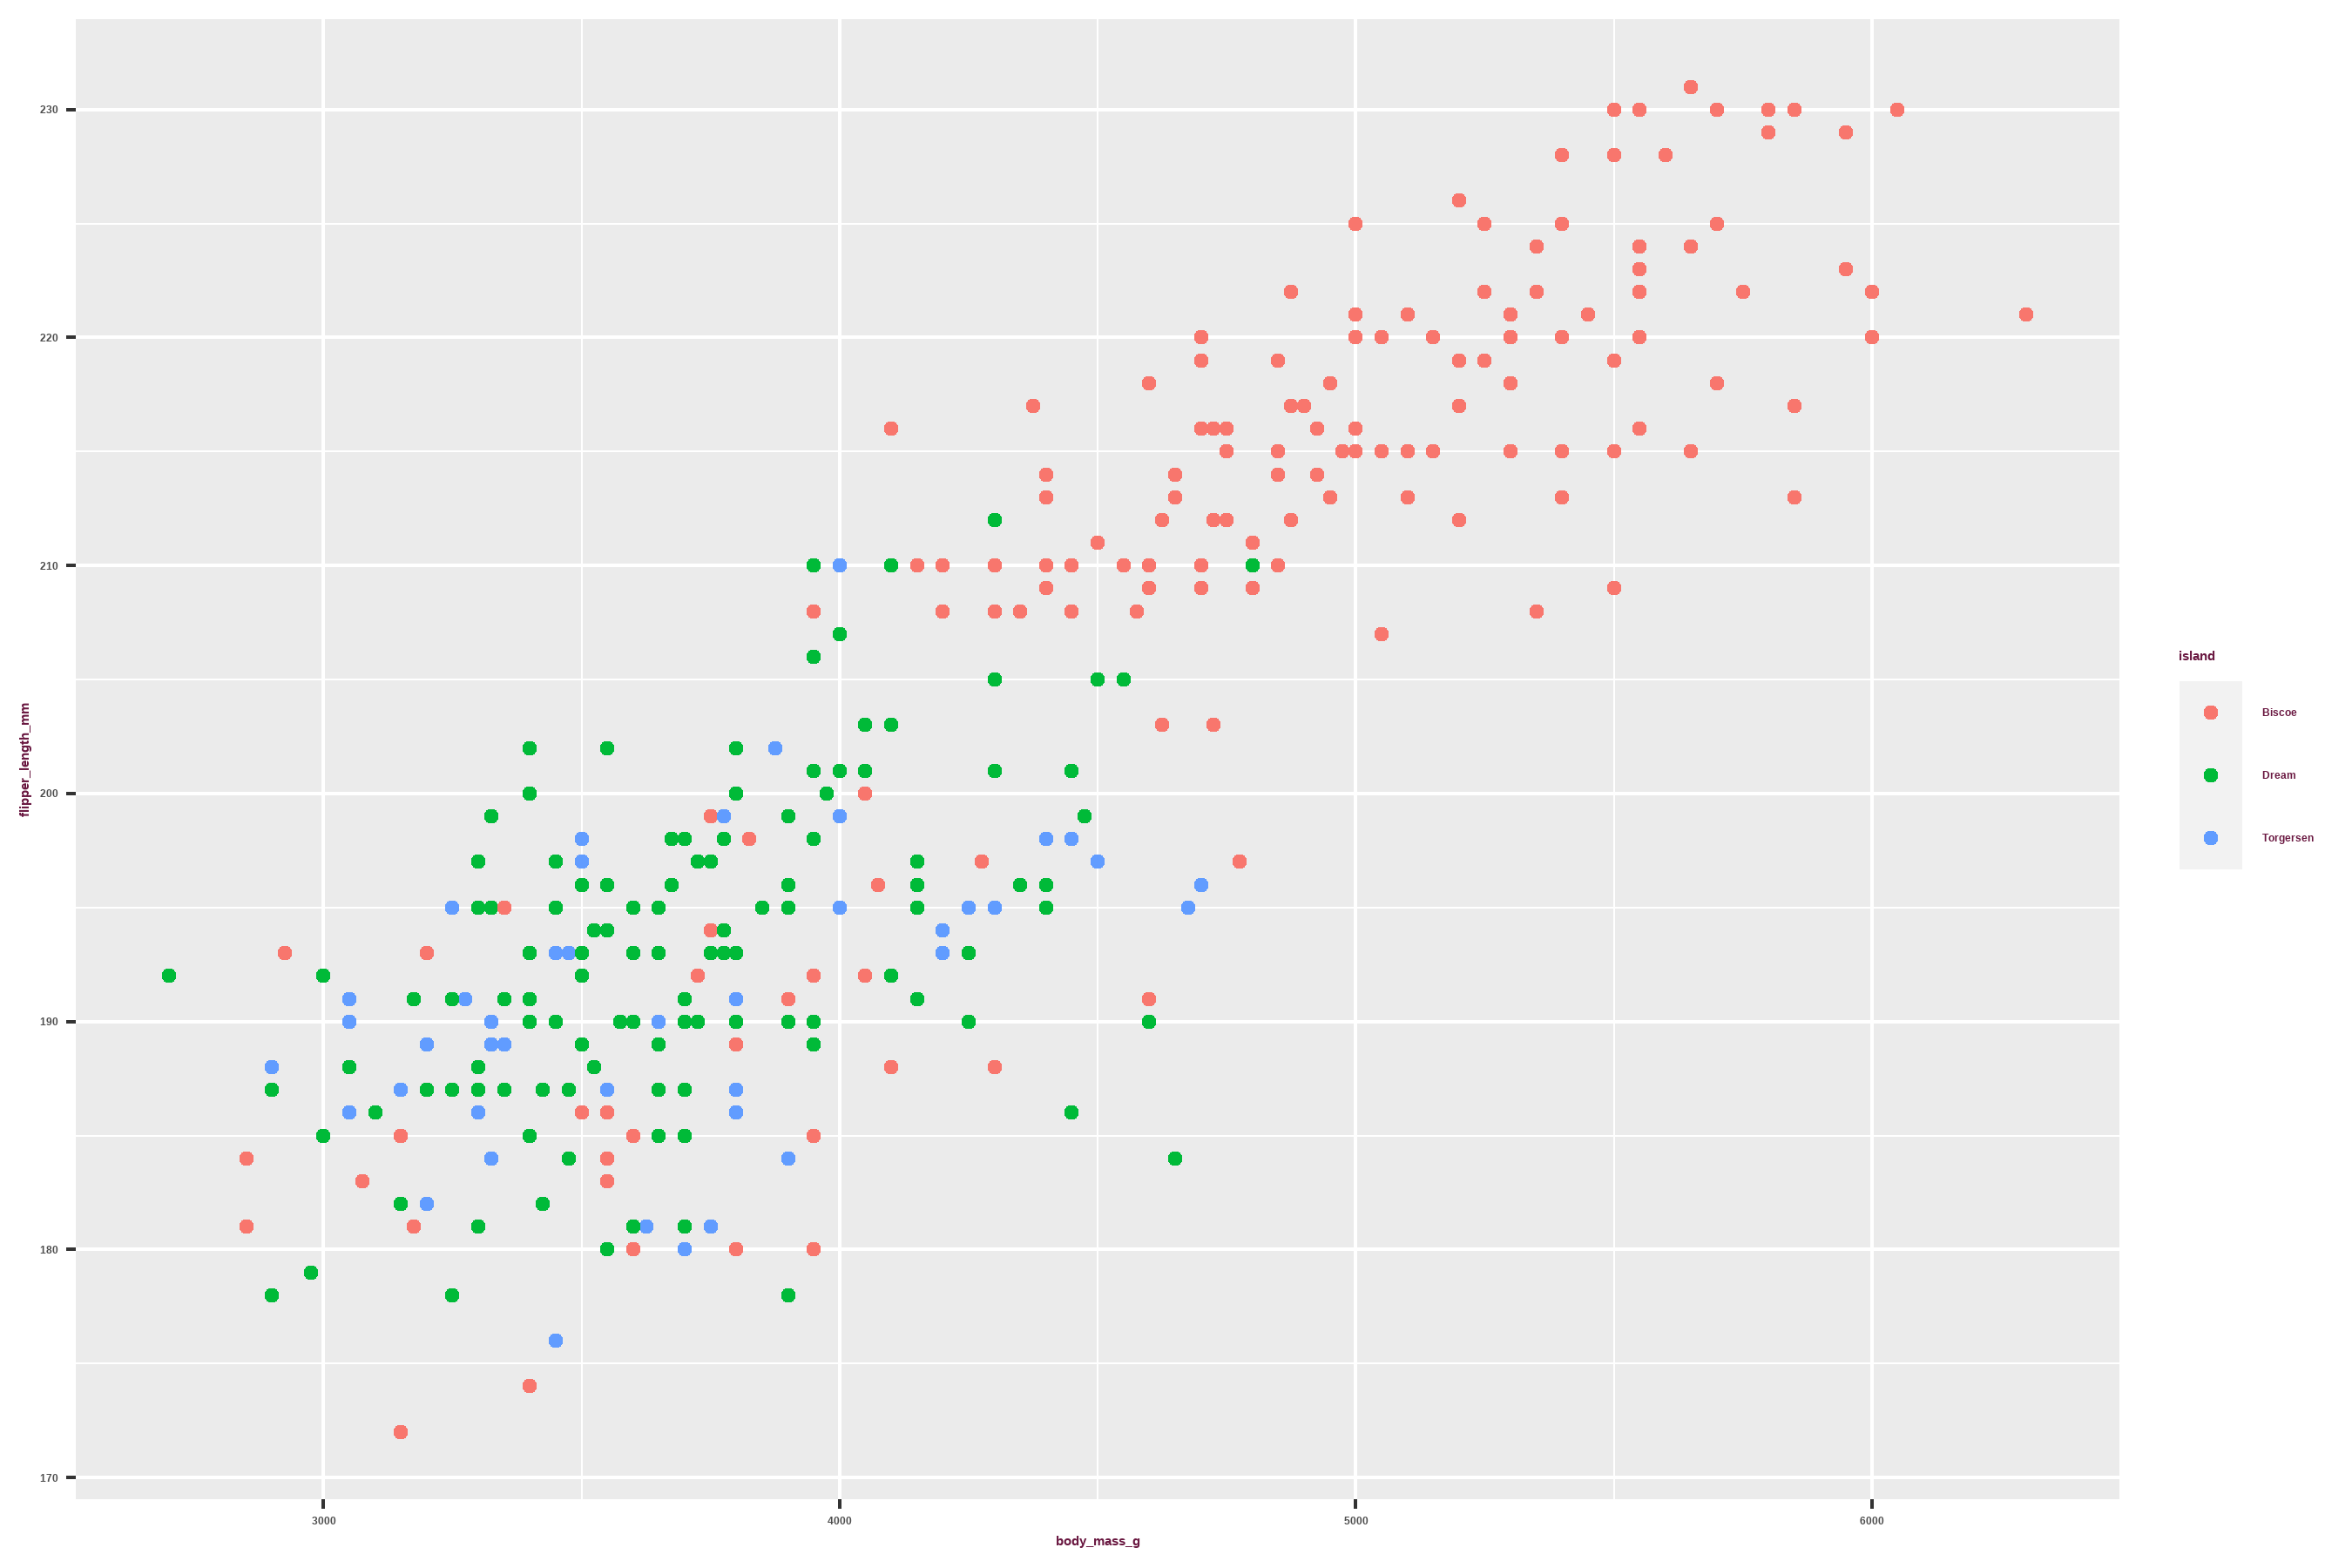 230
220
210
200
190
180
170
flipper_length_mm
3000
4000
5000
6000
body_mass_g
island
Biscoe
Dream
Torgersen